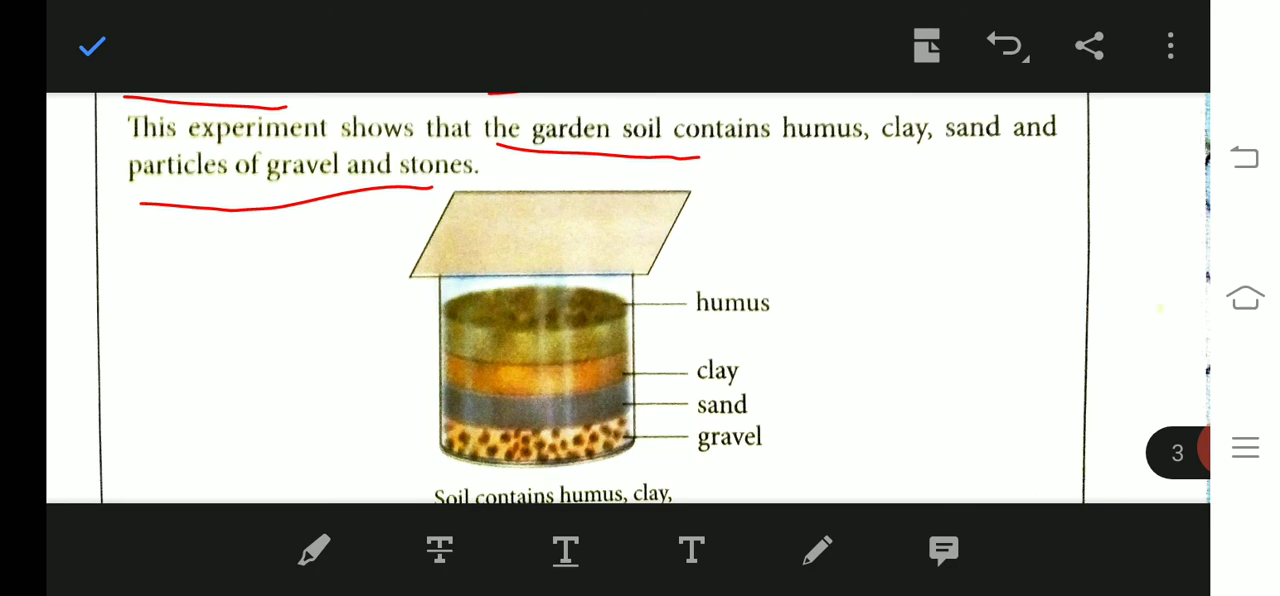 This experiment shows that the garden soil contains humus, clay, sand and
particles of gravel and stones.
humus
clay
sand
gravel
3
Soil contains humus, clay,